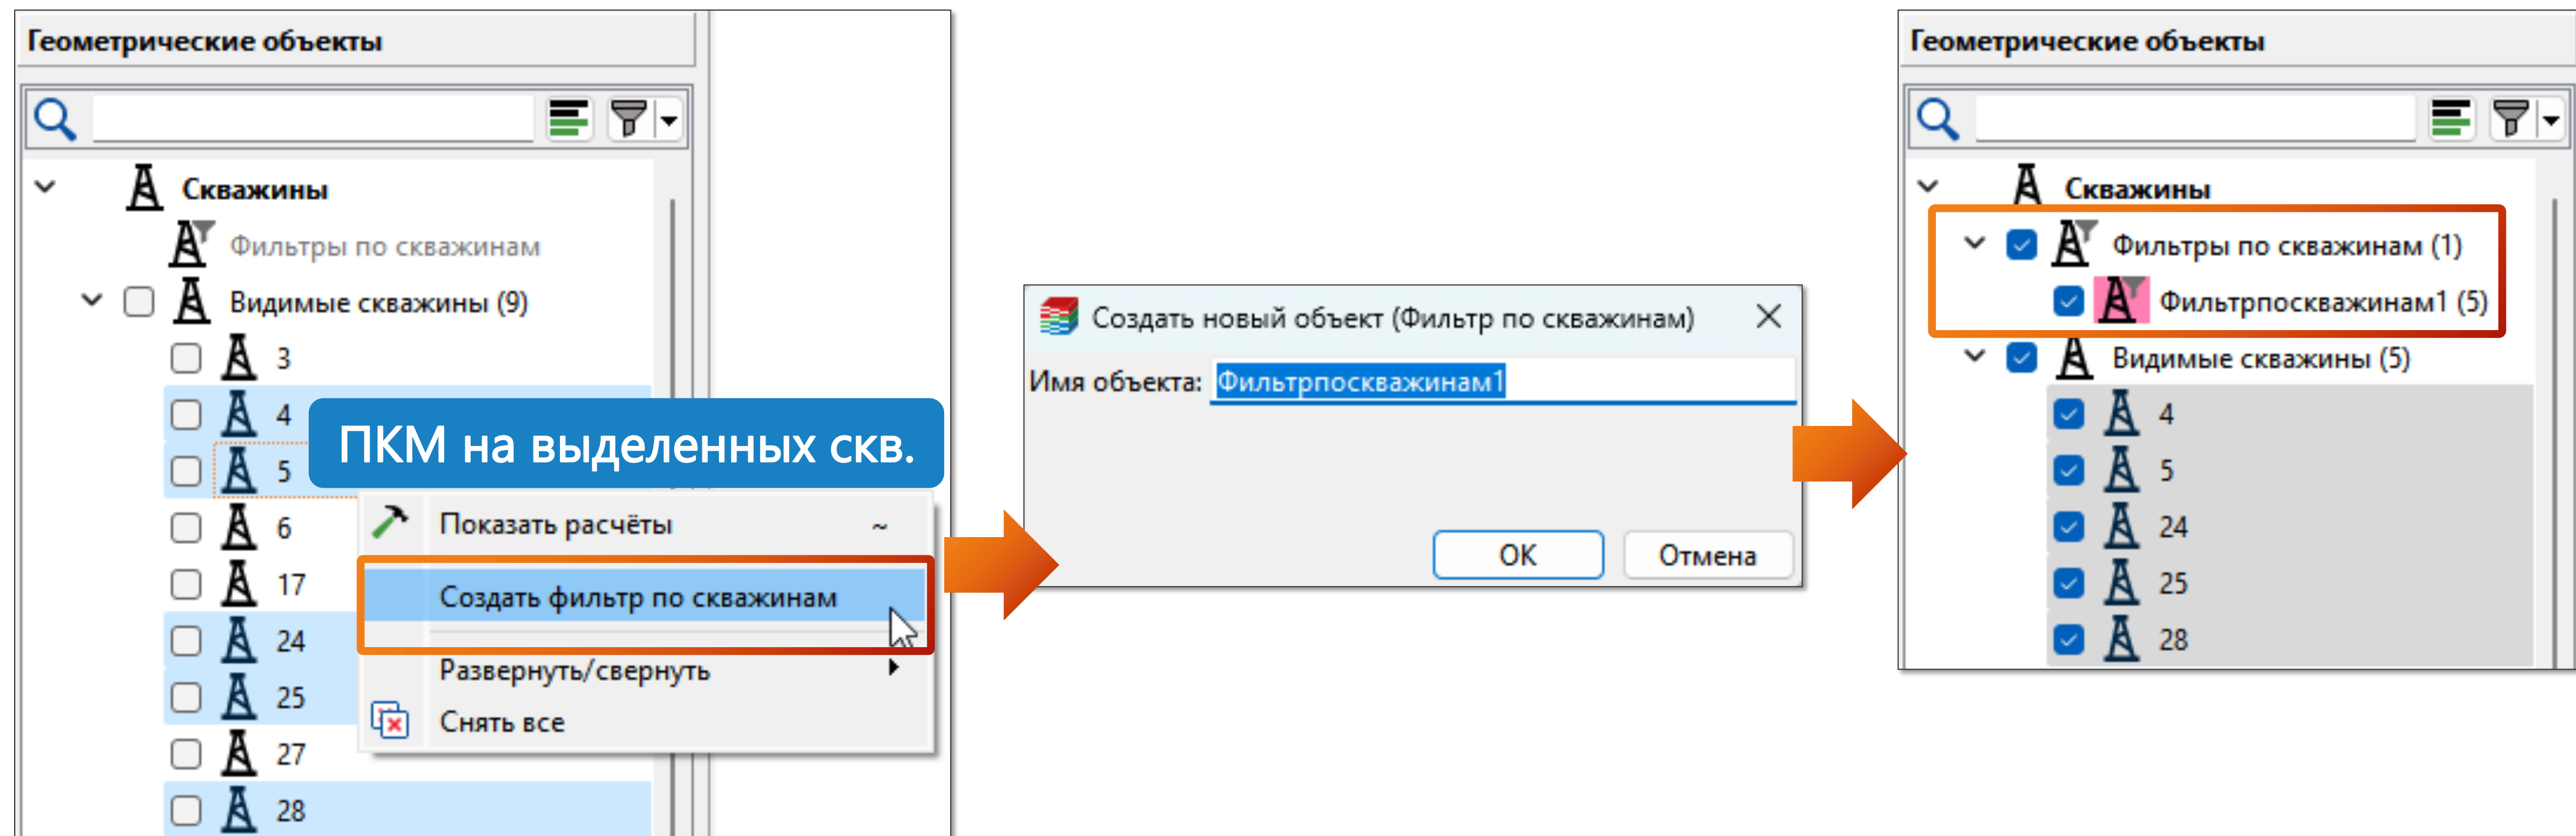 Геометрические объекты
Скважины
Фильтры по скважинам
Видимые скважины (9)
3
4
ПКМ на выделенных скв.
5
6
17
24
25
27
28
Показать расчёты ~
Создать фильтр по скважинам
Развернуть/свернуть
Снять все
Создать новый объект (Фильтр по скважинам)
Имя объекта: Фильтрпоскважинам1
ОК Отмена
Геометрические объекты
Скважины
Фильтры по скважинам (1)
Фильтрпоскважинам1 (5)
Видимые скважины (5)
4
5
24
25
28